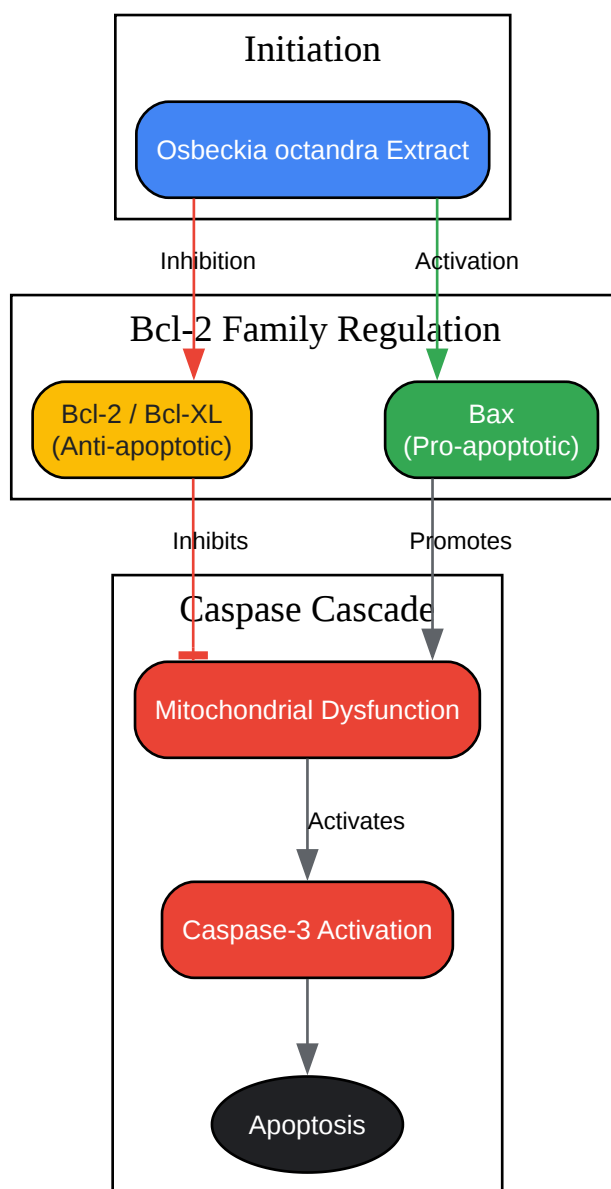 Initiation
Osbeckia octandra Extract
Inhibition
Activation
Bcl-2 Family Regulation
Bcl-2 / Bcl-XL
(Anti-apoptotic)
Bax
(Pro-apoptotic)
Inhibits
Promotes
Caspase Cascade
Mitochondrial Dysfunction
Activates
Caspase-3 Activation
Apoptosis